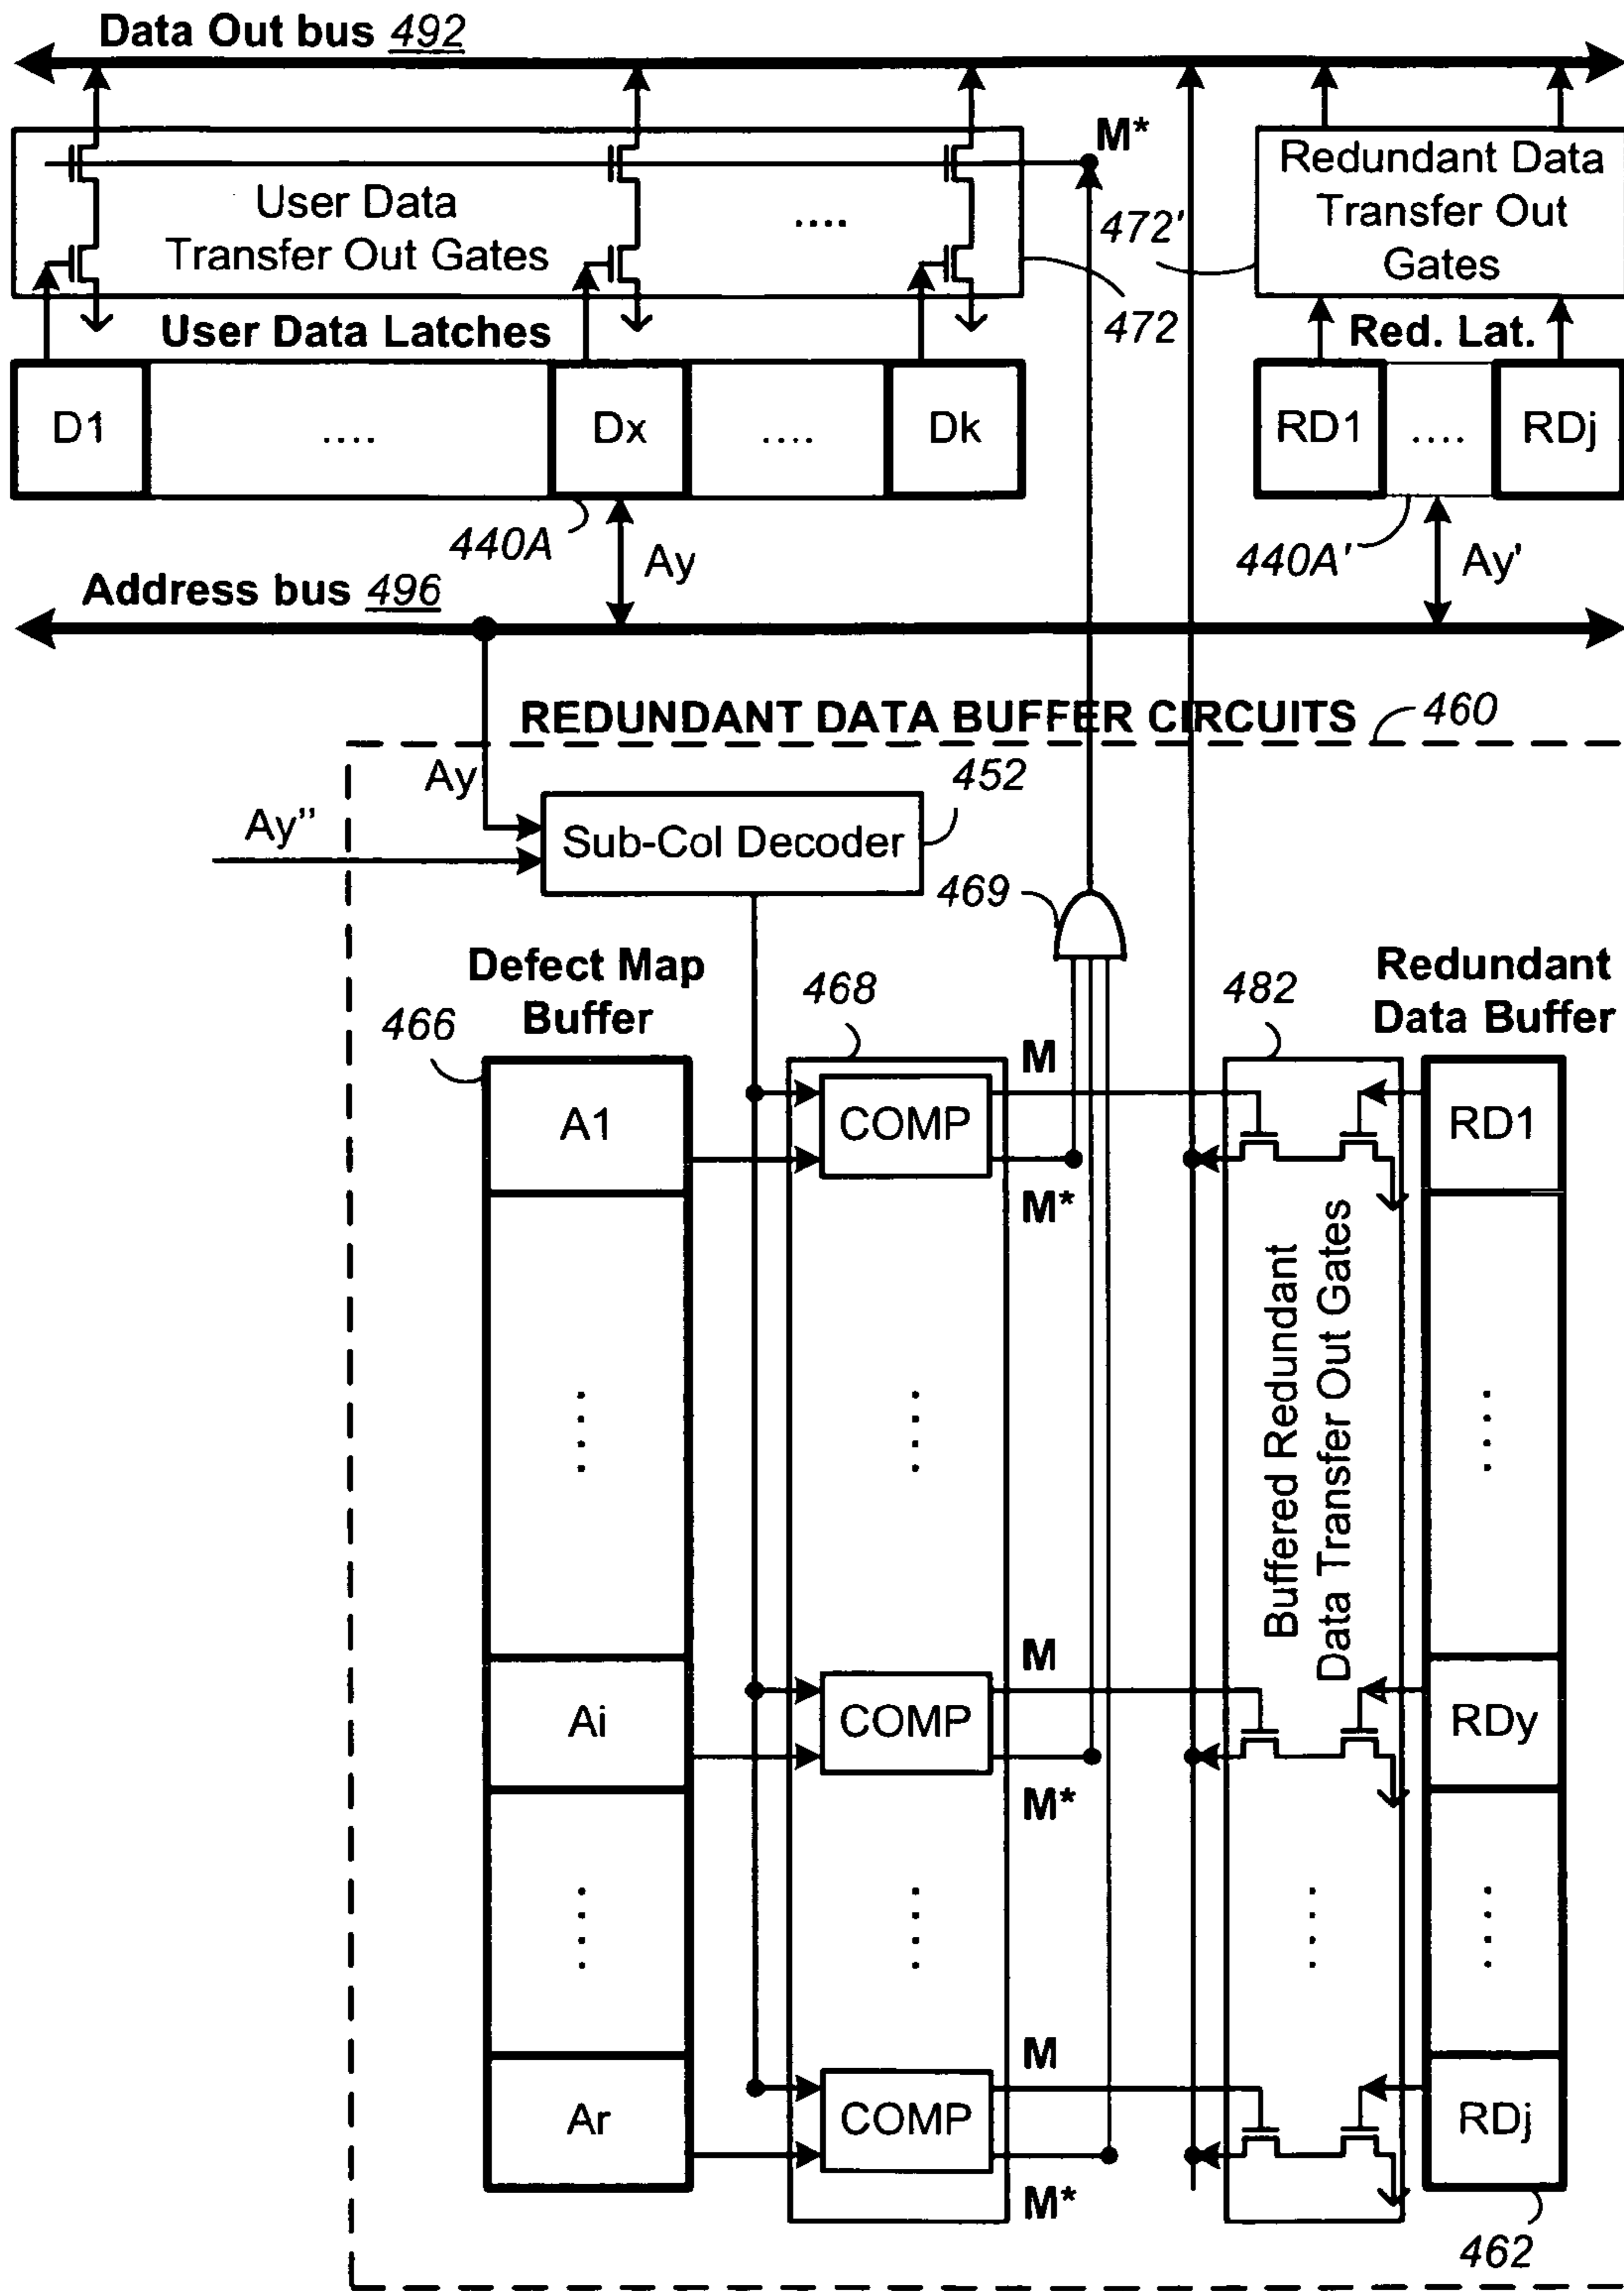 Data Out bus 492
M*
User Data
Transfer Out Gates
....
Redundant Data
Transfer Out
Gates
472'
472
User Data Latches
Red. Lat.
D1
....
Dx
....
Dk
RD1
....
RDj
440A
Ay
440A'
Ay'
Address bus 496
REDUNDANT DATA BUFFER CIRCUITS
460
Ay
Ay"
Sub-Col Decoder
452
469
Defect Map
Buffer
466
468
482
Redundant
Data Buffer
A1
COMP
M
M*
RD1
Buffered Redundant
Data Transfer Out Gates
Ai
COMP
M
M*
RDy
Ar
COMP
M
M*
RDj
462